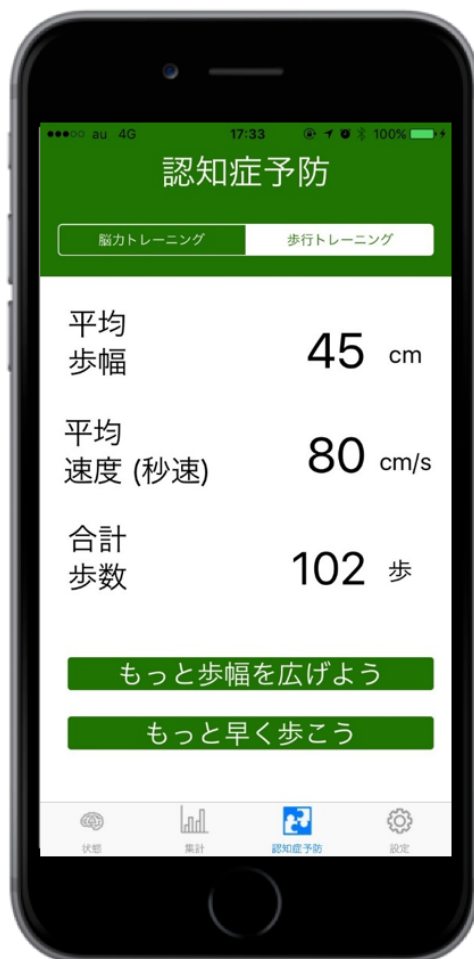 au 4G 17:33 100%
認知症予防
脳力トレーニング 歩行トレーニング
平均
歩幅 45 cm
平均
速度 (秒速) 80 cm/s
合計
歩数 102 歩
もっと歩幅を広げよう
もっと早く歩こう
状態 集計 認知症予防 設定